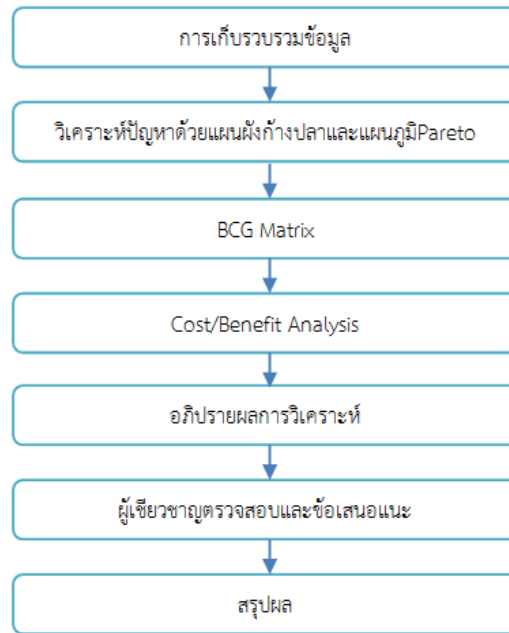 การเก็บรวบรวมข้อมูล
วิเคราะห์ปัญหาด้วยแผนผังก้างปลาและแผนภูมิPareto
BCG Matrix
Cost/Benefit Analysis
อภิปรายผลการวิเคราะห์
ผู้เชียวชาญตรวจสอบและข้อเสนอแนะ
สรุปผล